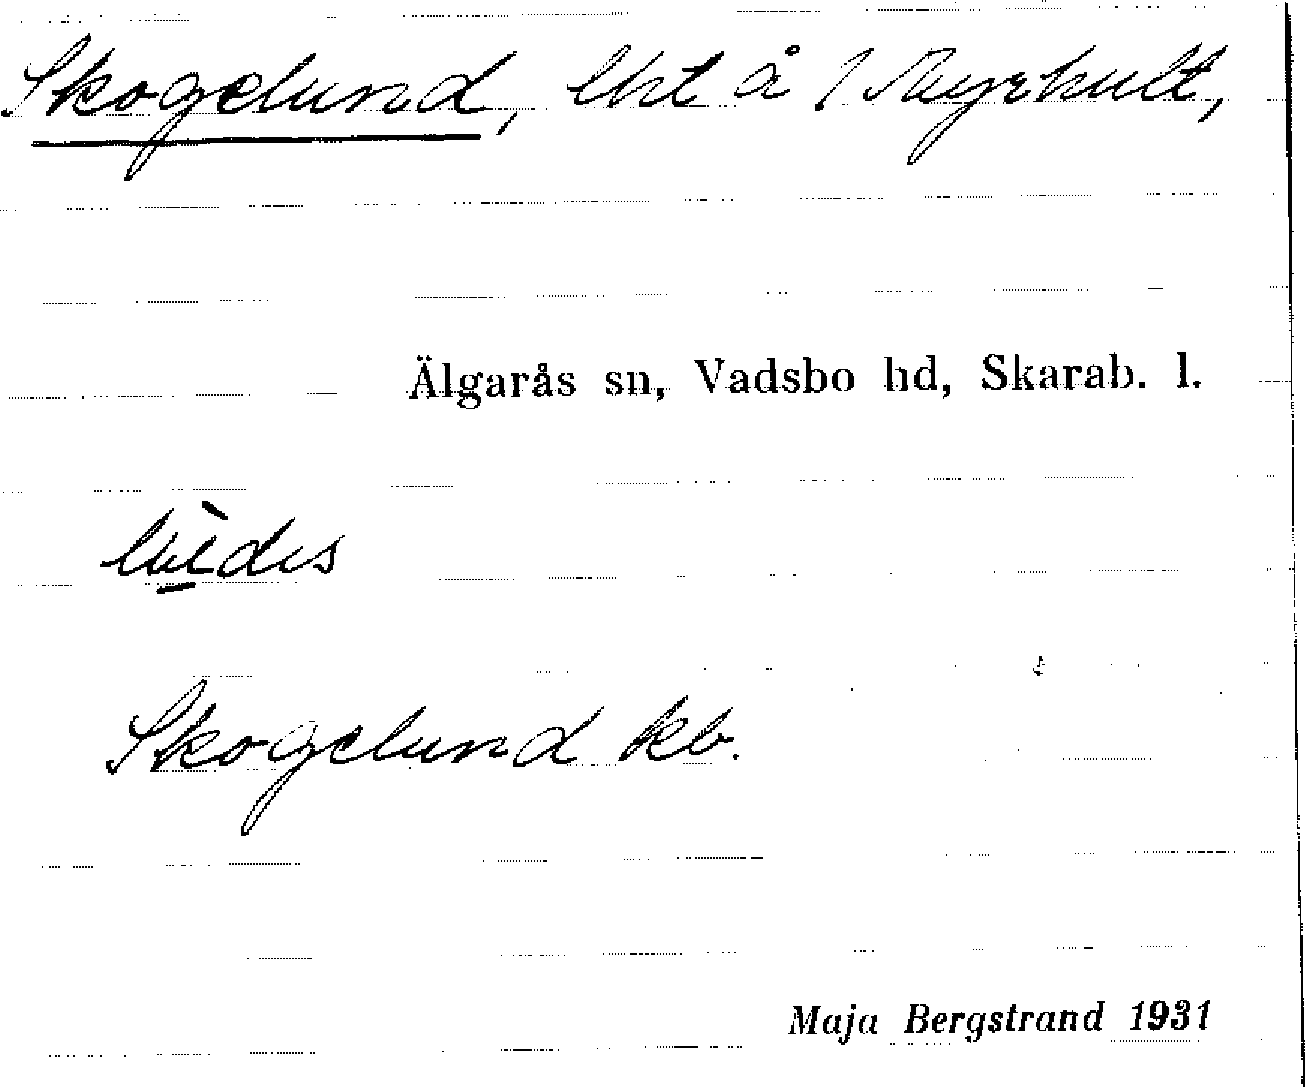 Skogelund, lht å 1 Myrhult,
Älgarås sn, Vadsbo hd, Skarab. l.
Skogelund kb.
Maja Bergstrand 1931